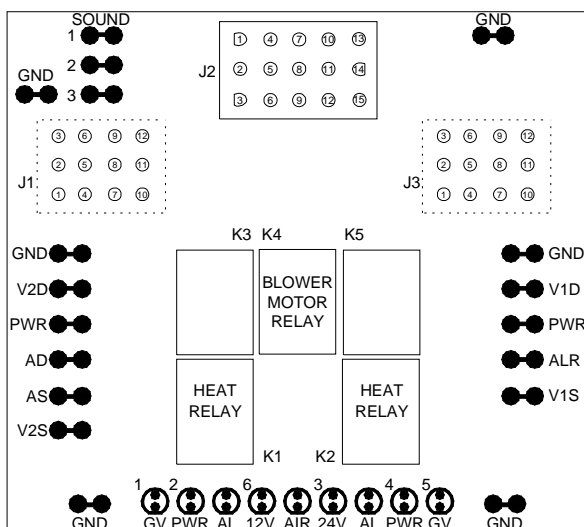 SOUND
1
2
3
GND
GND
J2
1 4 7 10 13
2 5 8 11 14
3 6 9 12 15
J1
3 6 9 12
2 5 8 11
1 4 7 10
J3
3 6 9 12
2 5 8 11
1 4 7 10
K3 K4 K5
BLOWER
MOTOR
RELAY
GND
V2D
PWR
AD
AS
V2S
GND
V1D
PWR
ALR
V1S
HEAT
RELAY
HEAT
RELAY
K1 K2
1 2 6 3 4 5
GND GV PWR AL 12V AIR 24V AL PWR GV GND